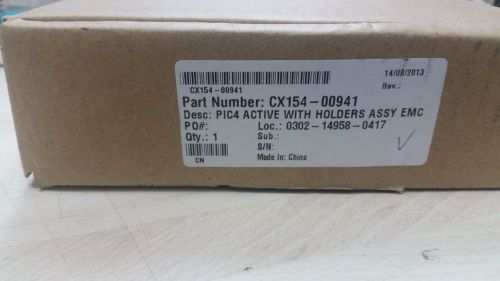 14/08/2013
CX154-00941
Rev.:
Part Number: CX154-00941
Desc: PIC4 ACTIVE WITH HOLDERS ASSY EMC
PO#: Loc.: 0302-14958-0417
Qty.: 1 Sub.:
S/N:
CN Made In: China